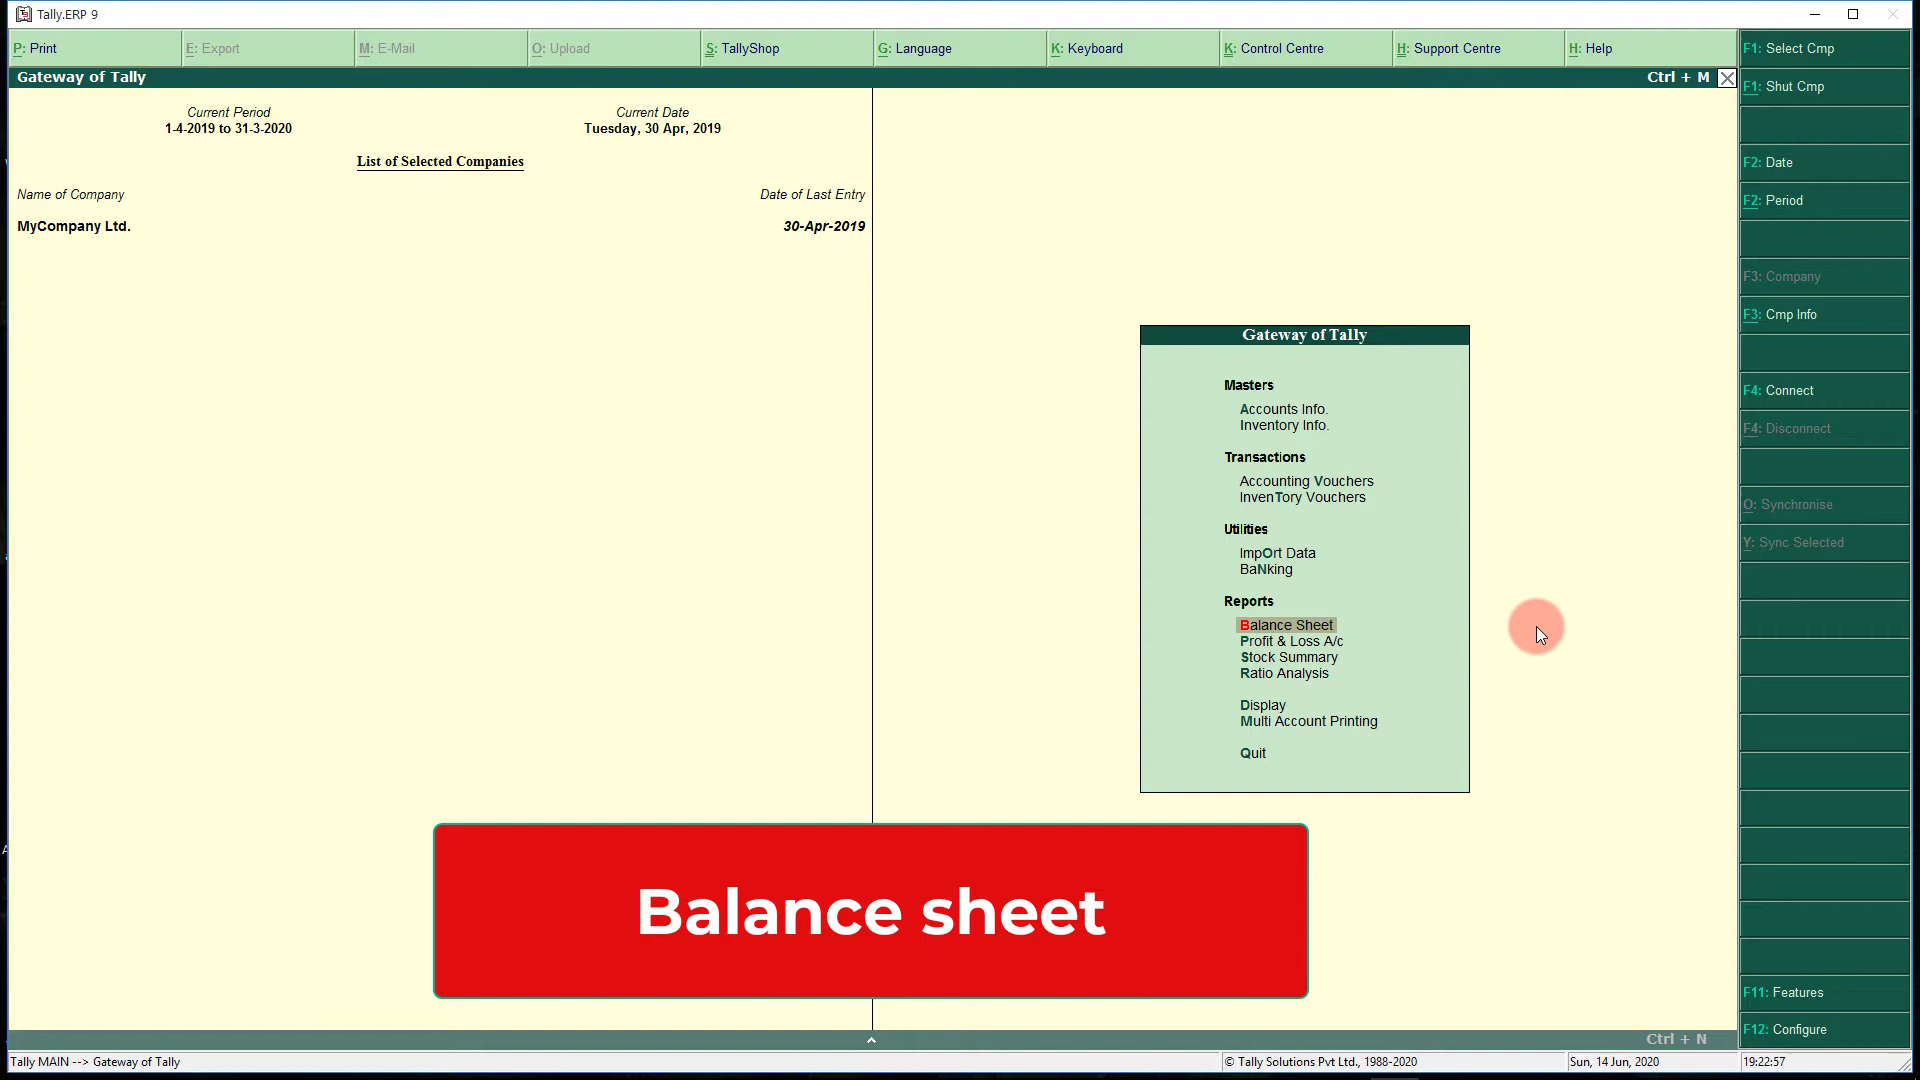 Tally.ERP 9
P: Print
E: Export
M: E-Mail
O: Upload
S: TallyShop
G: Language
K: Keyboard
K: Control Centre
H: Support Centre
H: Help
Gateway of Tally
Ctrl + M
Current Period
1-4-2019 to 31-3-2020
Current Date
Tuesday, 30 Apr, 2019
List of Selected Companies
Name of Company
Date of Last Entry
MyCompany Ltd.
30-Apr-2019
Gateway of Tally
Masters
Accounts Info.
Inventory Info.
Transactions
Accounting Vouchers
InvenTory Vouchers
Utilities
ImpOrt Data
BaNking
Reports
Balance Sheet
Profit & Loss A/c
Stock Summary
Ratio Analysis
Display
Multi Account Printing
Quit
Balance sheet
F1: Select Cmp
F1: Shut Cmp
F2: Date
F2: Period
F3: Company
F3: Cmp Info
F4: Connect
F4: Disconnect
O: Synchronise
Y: Sync Selected
F11: Features
F12: Configure
Ctrl + N
Tally MAIN --> Gateway of Tally
© Tally Solutions Pvt Ltd., 1988-2020
Sun, 14 Jun, 2020
19:22:57